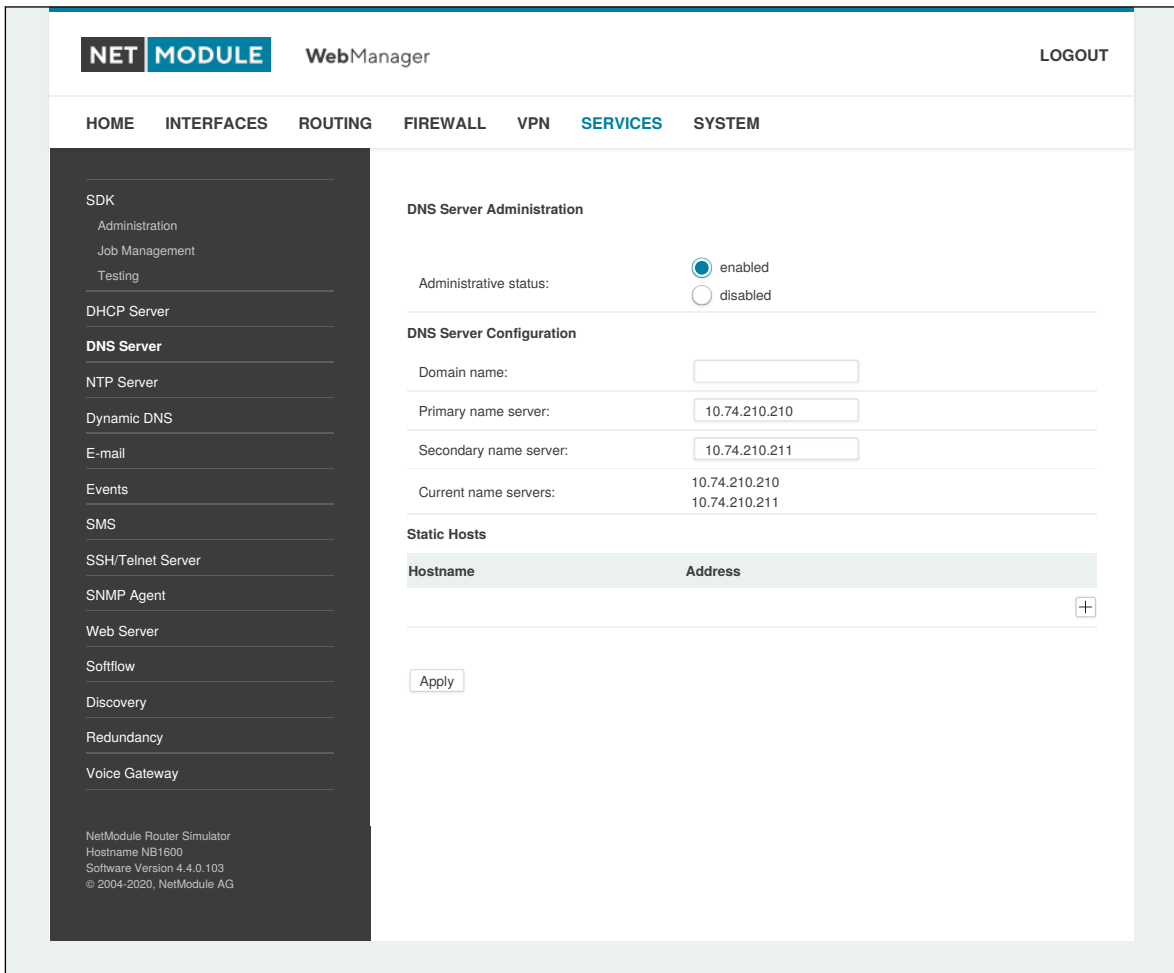 NET MODULE WebManager LOGOUT
HOME INTERFACES ROUTING FIREWALL VPN SERVICES SYSTEM
SDK
Administration
Job Management
Testing
DHCP Server
DNS Server
NTP Server
Dynamic DNS
E-mail
Events
SMS
SSH/Telnet Server
SNMP Agent
Web Server
Softflow
Discovery
Redundancy
Voice Gateway
NetModule Router Simulator
Hostname NB1600
Software Version 4.4.0.103
© 2004-2020, NetModule AG
DNS Server Administration
Administrative status:
enabled
disabled
DNS Server Configuration
Domain name:
Primary name server: 10.74.210.210
Secondary name server: 10.74.210.211
Current name servers:
10.74.210.210
10.74.210.211
Static Hosts
Hostname Address
Apply